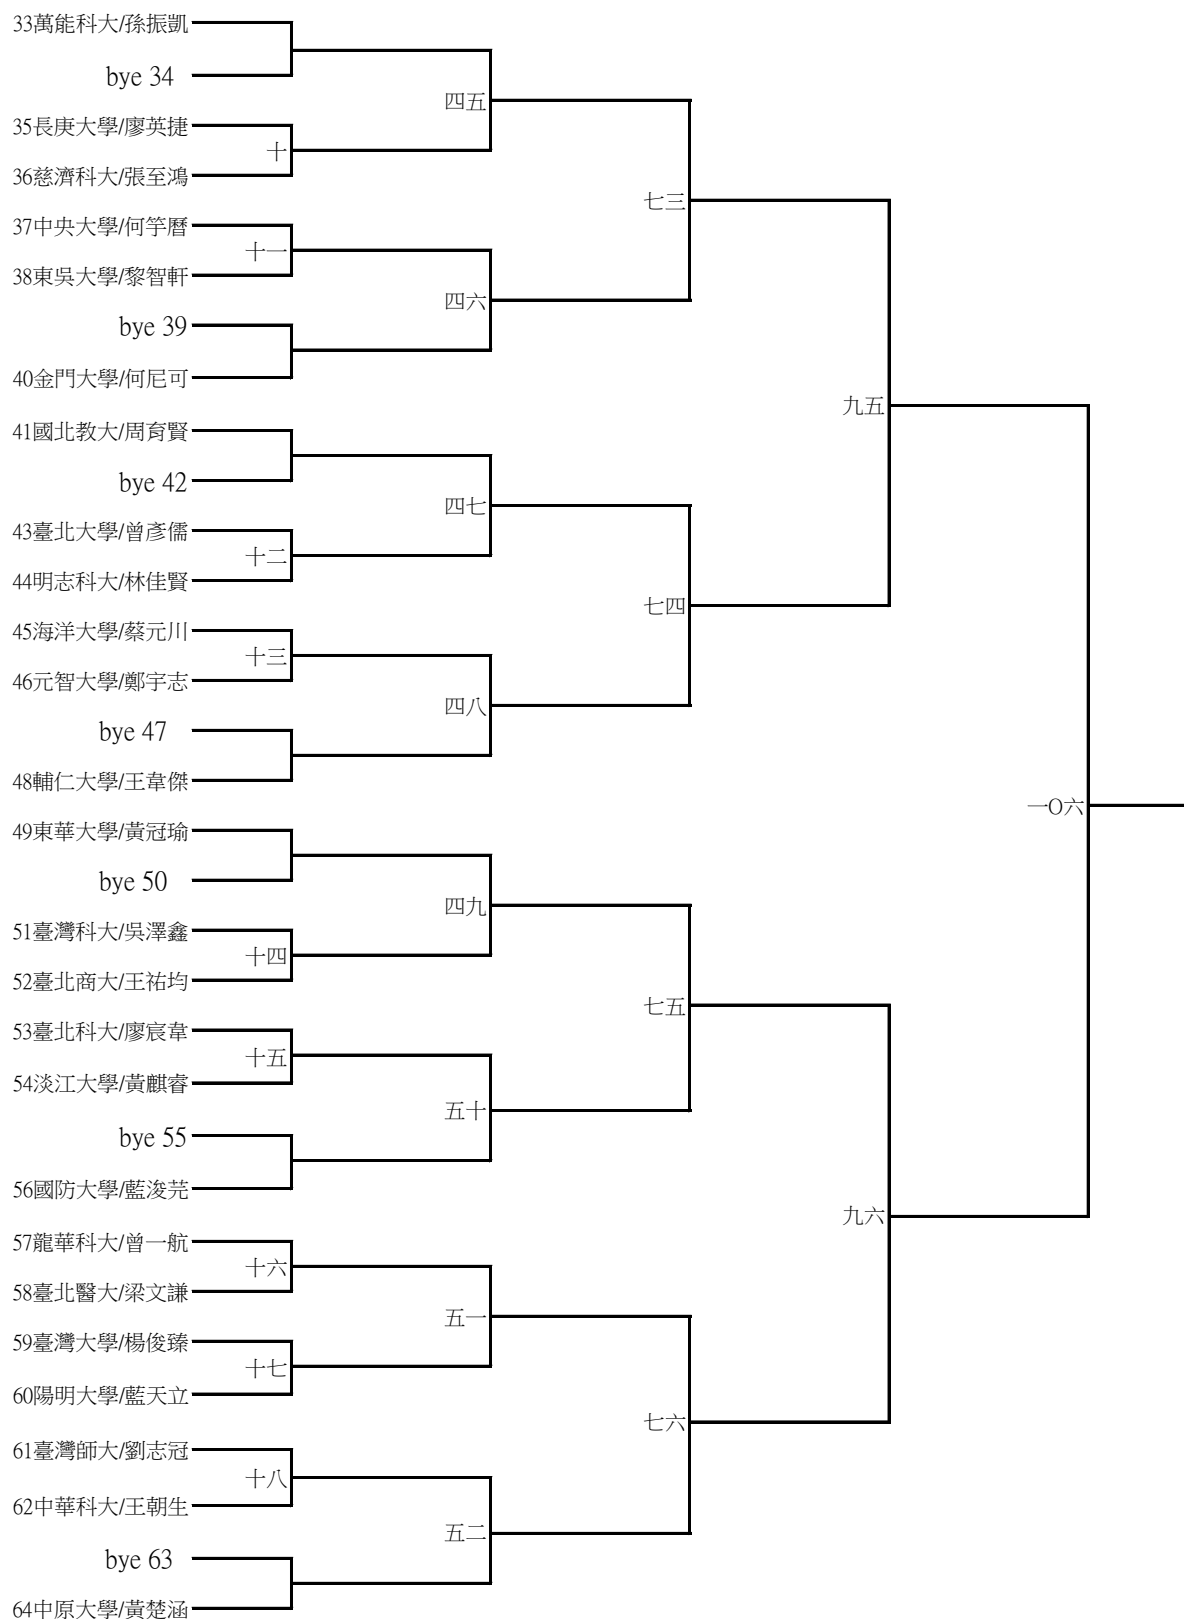 33萬能科大/孫振凱
bye 34
四五
35長庚大學/廖英捷
十
36慈濟科大/張至鴻
七三
37中央大學/何竽曆
十一
38東吳大學/黎智軒
四六
bye 39
40金門大學/何尼可
九五
41國北教大/周育賢
bye 42
四七
43臺北大學/曾彥儒
十二
44明志科大/林佳賢
七四
45海洋大學/蔡元川
十三
46元智大學/鄭宇志
四八
bye 47
48輔仁大學/王韋傑
一O六
49東華大學/黃冠瑜
bye 50
四九
51臺灣科大/吳澤鑫
十四
52臺北商大/王祐均
七五
53臺北科大/廖宸韋
十五
54淡江大學/黃麒睿
五十
bye 55
56國防大學/藍浚芫
九六
57龍華科大/曾一航
十六
58臺北醫大/梁文謙
五一
59臺灣大學/楊俊臻
十七
60陽明大學/藍天立
七六
61臺灣師大/劉志冠
十八
62中華科大/王朝生
五二
bye 63
64中原大學/黃楚涵